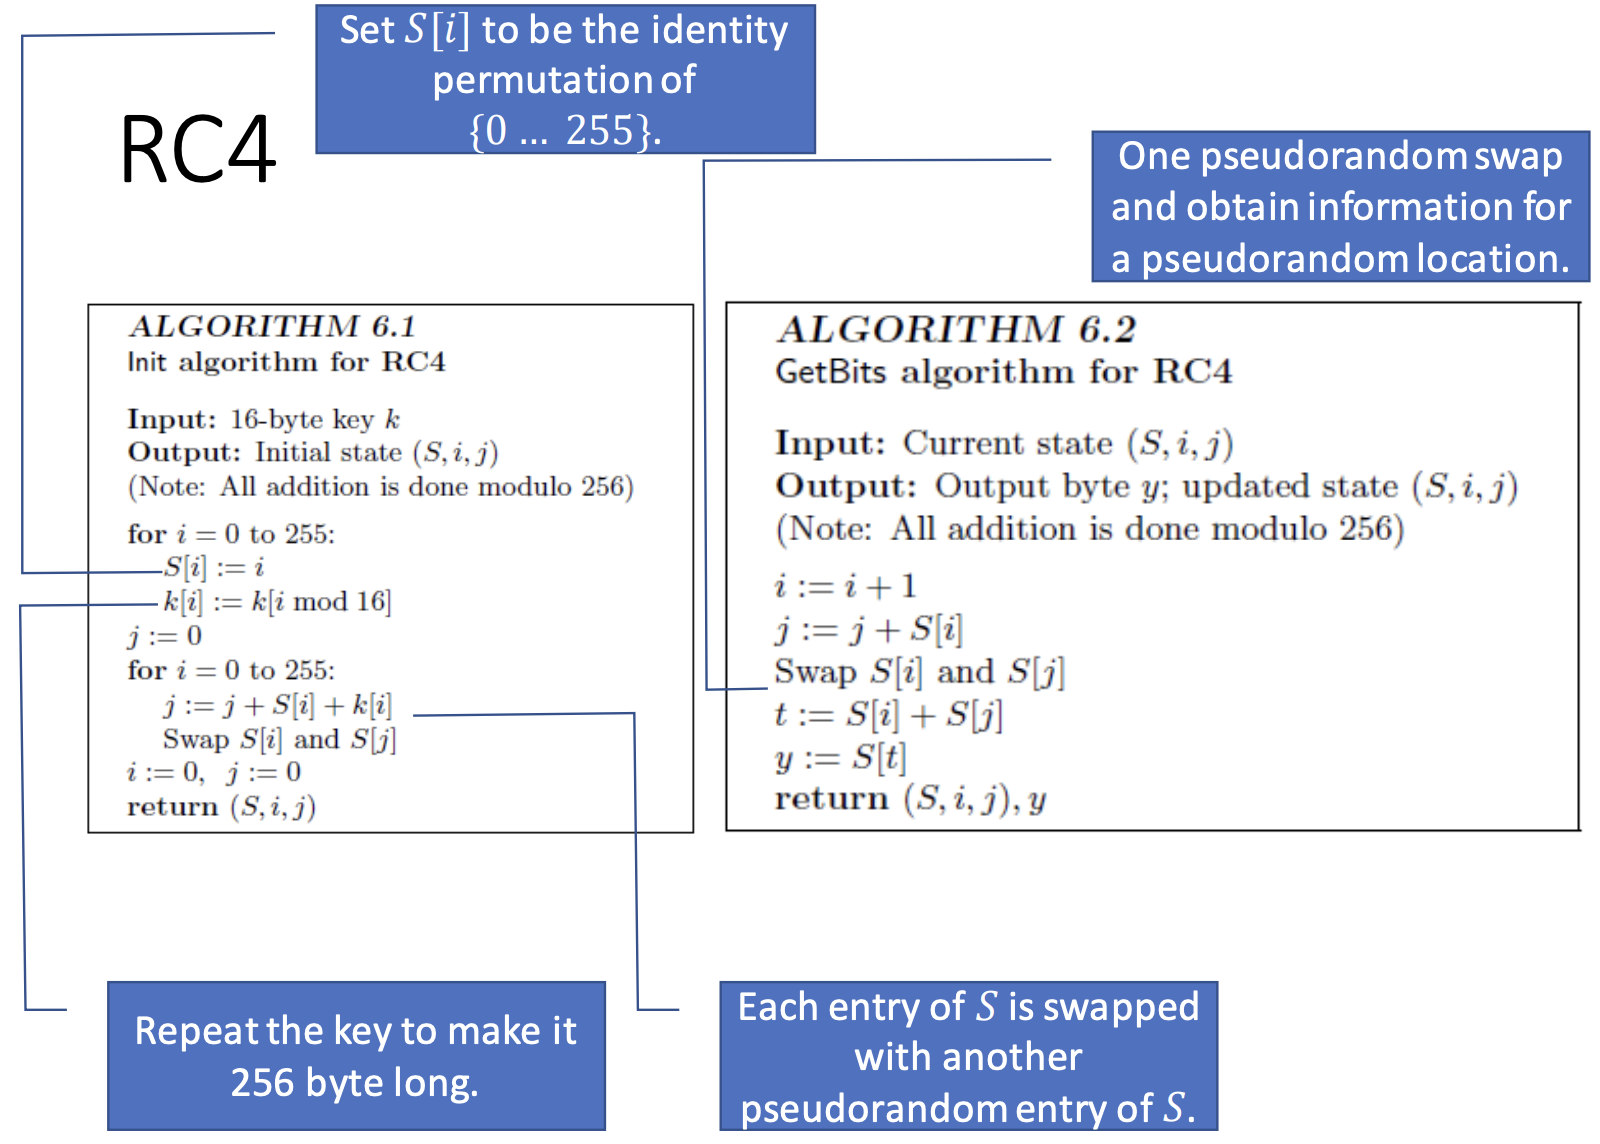 Set S[i] to be the identity
permutation of
{0 … 255}.
RC4
One pseudorandom swap
and obtain information for
a pseudorandom location.
ALGORITHM 6.1
Init algorithm for RC4
Input: 16-byte key k
Output: Initial state (S, i, j)
(Note: All addition is done modulo 256)
for i = 0 to 255:
S[i] := i
k[i] := k[i mod 16]
j := 0
for i = 0 to 255:
j := j + S[i] + k[i]
Swap S[i] and S[j]
i := 0, j := 0
return (S, i, j)
ALGORITHM 6.2
GetBits algorithm for RC4
Input: Current state (S, i, j)
Output: Output byte y; updated state (S, i, j)
(Note: All addition is done modulo 256)
i := i + 1
j := j + S[i]
Swap S[i] and S[j]
t := S[i] + S[j]
y := S[t]
return (S, i, j), y
Repeat the key to make it
256 byte long.
Each entry of S is swapped
with another
pseudorandom entry of S.